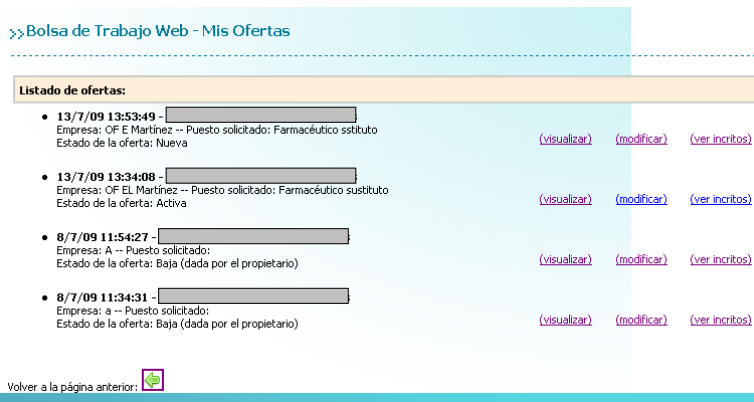 >>Bolsa de Trabajo Web - Mis Ofertas
Listado de ofertas:
• 13/7/09 13:53:49 -
Empresa: OF E Martínez -- Puesto solicitado: Farmacéutico sstituto
Estado de la oferta: Nueva
(visualizar) (modificar) (ver incritos)
• 13/7/09 13:34:08 -
Empresa: OF EL Martínez -- Puesto solicitado: Farmacéutico sustituto
Estado de la oferta: Activa
(visualizar) (modificar) (ver incritos)
• 8/7/09 11:54:27 -
Empresa: A -- Puesto solicitado:
Estado de la oferta: Baja (dada por el propietario)
(visualizar) (modificar) (ver incritos)
• 8/7/09 11:34:31 -
Empresa: a -- Puesto solicitado:
Estado de la oferta: Baja (dada por el propietario)
(visualizar) (modificar) (ver incritos)
Volver a la página anterior: